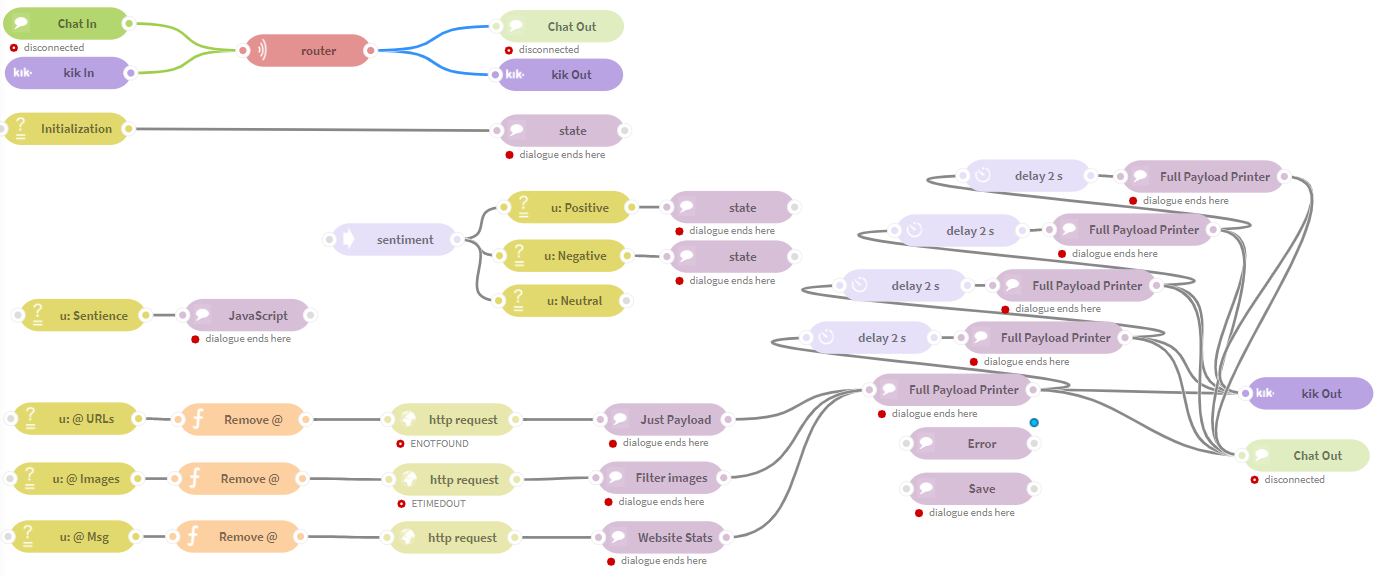 Chat In
disconnected
kik· kik In
router
Chat Out
disconnected
kik· kik Out
? Initialization
state
dialogue ends here
sentiment
? u: Positive
state
dialogue ends here
? u: Negative
state
dialogue ends here
? u: Neutral
? u: Sentience
JavaScript
dialogue ends here
delay 2 s
Full Payload Printer
dialogue ends here
delay 2 s
Full Payload Printer
dialogue ends here
delay 2 s
Full Payload Printer
dialogue ends here
delay 2 s
Full Payload Printer
dialogue ends here
Full Payload Printer
dialogue ends here
kik· kik Out
? u: @ URLs
f Remove @
http request
ENOTFOUND
Just Payload
dialogue ends here
Error
Chat Out
disconnected
? u: @ Images
f Remove @
http request
ETIMEDOUT
Filter images
dialogue ends here
Save
dialogue ends here
? u: @ Msg
f Remove @
http request
Website Stats
dialogue ends here